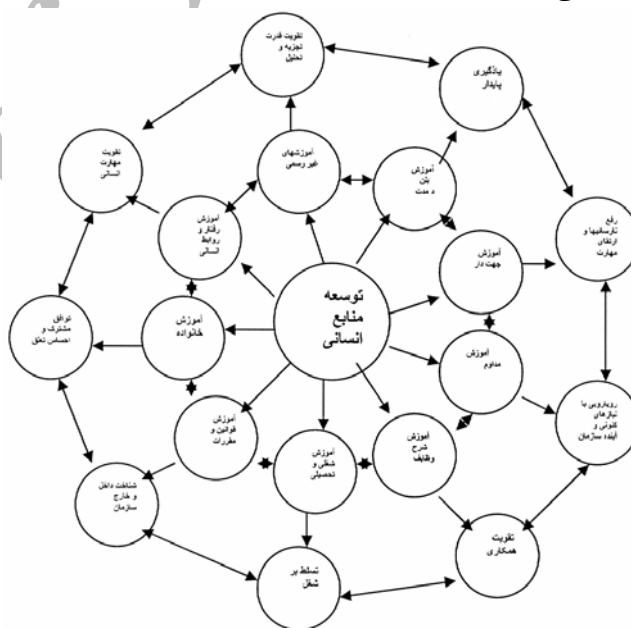 توسعه
منابع
انسانی
تقویت قدرت
تجزیه و
تحلیل
یادگیری
پایدار
رفع
نارسائیها و
ارتقای
مهارت
رویارویی با
نیازهای
کنونی و
آینده سازمان
تقویت
همکاری
تسلط بر
شغل
شناخت داخل
و خارج
سازمان
توافق
مشترک و
احساس تعلق
تقویت
مهارت
انسانی
آموزشهای
غیر رسمی
آموزش
د مدت
آموزش
جهت دار
آموزش
مداوم
آموزش
شرح
وظایف
آموزش
شغلی و
تحصیلی
آموزش
قوانین و
مقررات
آموزش
خانواده
آموزش
رفتار و
روابط
انسانی